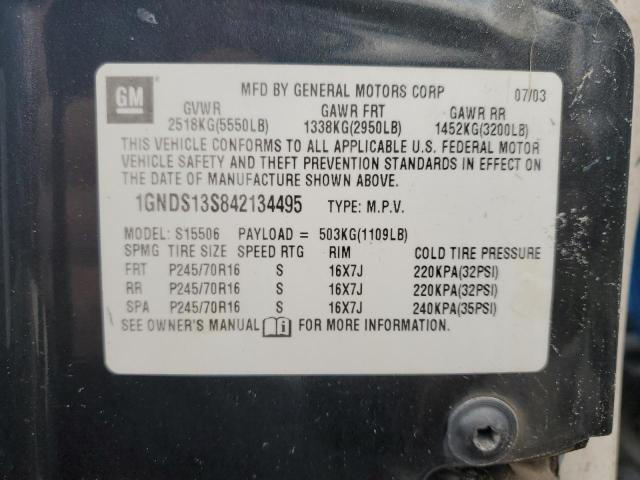 GM
MFD BY GENERAL MOTORS CORP 07/03
GVWR GAWR FRT GAWR RR
2518KG(5550LB) 1338KG(2950LB) 1452KG(3200LB)
THIS VEHICLE CONFORMS TO ALL APPLICABLE U.S. FEDERAL MOTOR
VEHICLE SAFETY AND THEFT PREVENTION STANDARDS IN EFFECT ON
THE DATE OF MANUFACTURE SHOWN ABOVE.
1GNDS13S842134495 TYPE: M.P.V.
MODEL: S15506 PAYLOAD = 503KG(1109LB)
SPMG TIRE SIZE SPEED RTG RIM COLD TIRE PRESSURE
FRT P245/70R16 S 16X7J 220KPA(32PSI)
RR P245/70R16 S 16X7J 220KPA(32PSI)
SPA P245/70R16 S 16X7J 240KPA(35PSI)
SEE OWNER'S MANUAL i FOR MORE INFORMATION.